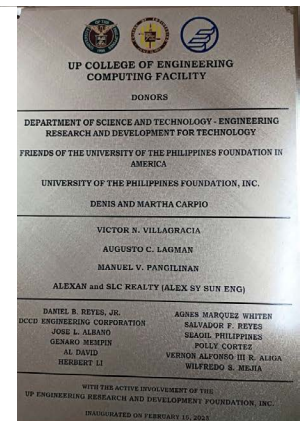 UP COLLEGE OF ENGINEERING
COMPUTING FACILITY
DONORS
DEPARTMENT OF SCIENCE AND TECHNOLOGY - ENGINEERING
RESEARCH AND DEVELOPMENT FOR TECHNOLOGY
FRIENDS OF THE UNIVERSITY OF THE PHILIPPINES FOUNDATION IN
AMERICA
UNIVERSITY OF THE PHILIPPINES FOUNDATION, INC.
DENIS AND MARTHA CARPIO
VICTOR N. VILLAGRACIA
AUGUSTO C. LAGMAN
MANUEL V. PANGILINAN
ALEXAN and SLC REALTY (ALEX SY SUN ENG)
DANIEL B. REYES, JR.
DCCD ENGINEERING CORPORATION
JOSE L. ALBANO
GENARO MEMPIN
AL DAVID
HERBERT LI
AGNES MARQUEZ WHITEN
SALVADOR F. REYES
SEAOIL PHILIPPINES
POLLY CORTEZ
VERNON ALFONSO III R. ALIGA
WILFREDO S. MEJIA
WITH THE ACTIVE INVOLVEMENT OF THE
UP ENGINEERING RESEARCH AND DEVELOPMENT FOUNDATION, INC.
INAUGURATED ON FEBRUARY